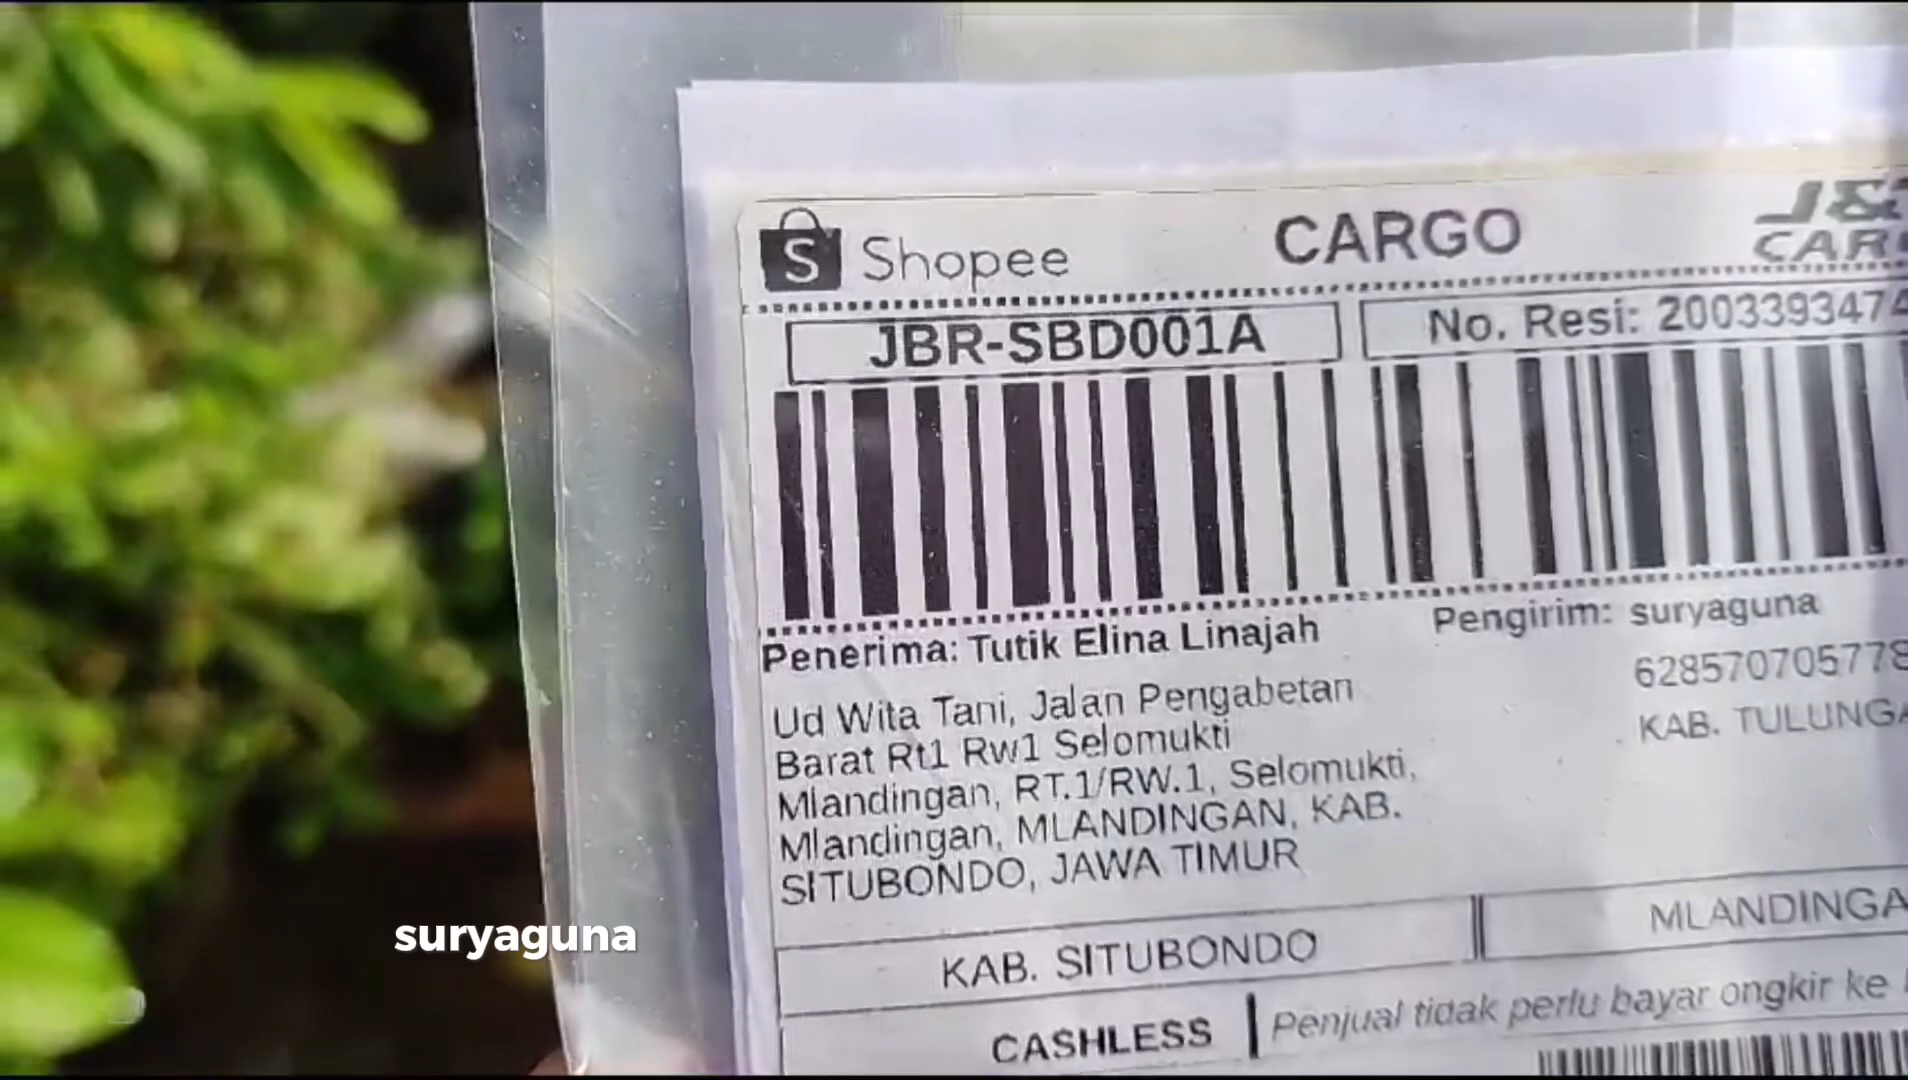 Shopee
CARGO
J&T
CAR
JBR-SBD001A
No. Resi: 2003393474
Penerima: Tutik Elina Linajah
Pengirim: suryaguna
Ud Wita Tani, Jalan Pengabetan
Barat Rt1 Rw1 Selomukti
Mlandingan, RT.1/RW.1, Selomukti,
Mlandingan, MLANDINGAN, KAB.
SITUBONDO, JAWA TIMUR
628570705778
KAB. TULUNGA
KAB. SITUBONDO
MLANDINGA
CASHLESS
Penjual tidak perlu bayar ongkir ke
suryaguna